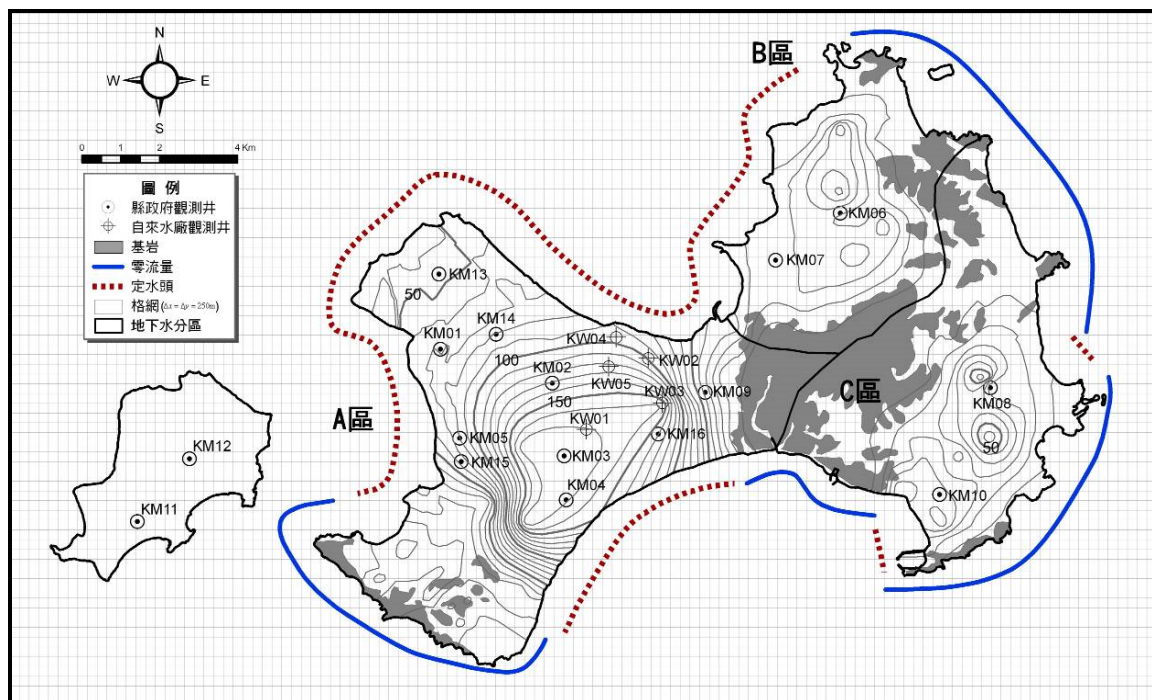 N
W
E
S
0
1
2
4 Km
圖 例
縣政府觀測井
自來水廠觀測井
基岩
零流量
定水頭
格網(Δx = Δy = 250m)
地下水分區
A區
B區
C區
KM13
50
KM01
KM14
100
KM02
150
KW04
KW02
KW05
KW03
KW01
KM09
KM16
KM05
KM15
KM03
KM04
KM06
KM07
KM08
50
KM10
KM12
KM11